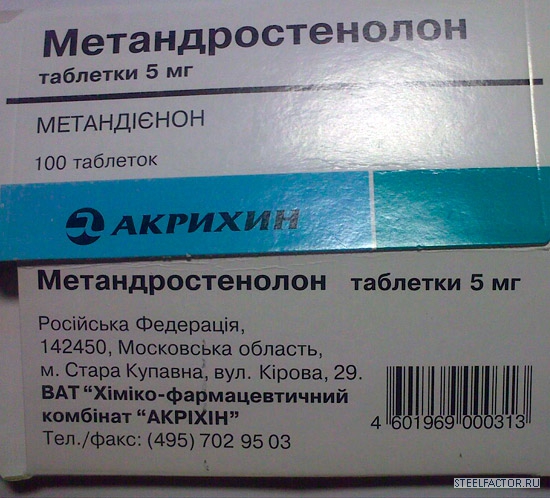 Метандростенолон
таблетки 5 мг
МЕТАНДІЄНОН
100 таблеток
АКРИХИН
Метандростенолон таблетки 5 мг
Російська Федерація,
142450, Московська область,
м. Стара Купавна, вул. Кірова, 29.
ВАТ "Хіміко-фармацевтичний
комбінат "АКРІХІН"
Тел./факс: (495) 702 95 03
4 601969 000313
STEELFACTOR.RU